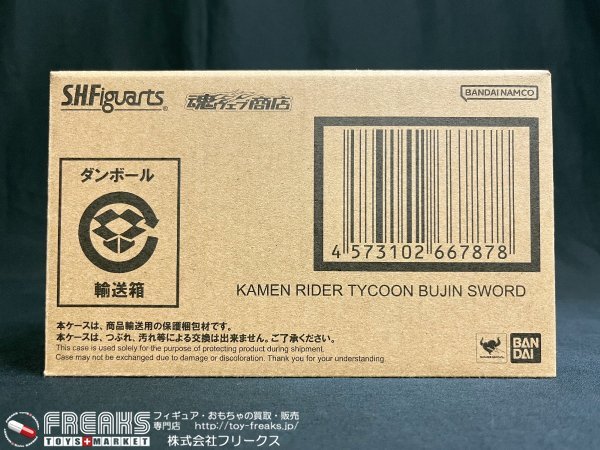 S.H.Figuarts®
魂ウェブ商店
BANDAI NAMCO
ダンボール
輸送箱
4 573102 667878
KAMEN RIDER TYCOON BUJIN SWORD
本ケースは、商品輸送用の保護梱包材です。
本ケースは、つぶれ、汚れ等による交換は出来ません。ご了承ください。
This case is used solely for the purpose of protecting product during shipment.
Case may not be exchanged due to damage or discoloration. Thank you for your understanding.
BAN
DAI
FREAKS
TOYS+MARKET
フィギュア・おもちゃの買取・販売
専門店 http://toy-freaks.jp/
株式会社フリークス